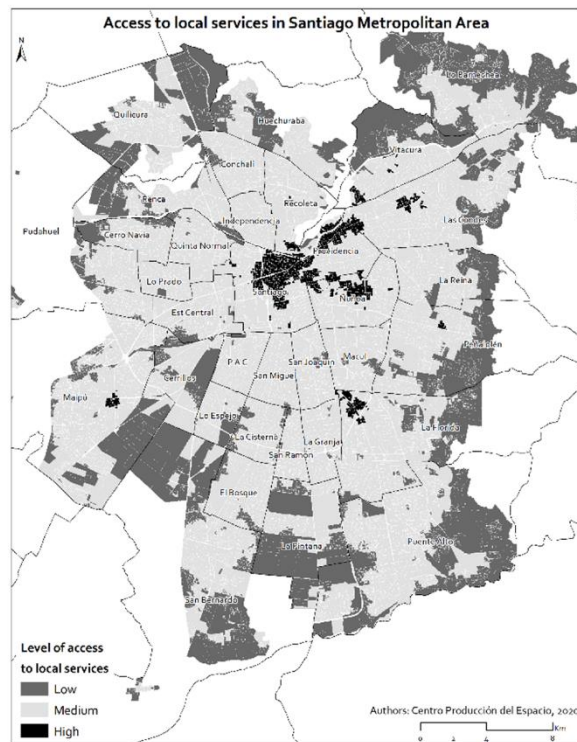 Access to local services in Santiago Metropolitan Area
N
Lo Barnechea
Quilicura
Huechuraba
Vitacura
Conchalí
Renca
Recoleta
Las Condes
Independencia
Pudahuel
Cerro Navia
Quinta Normal
Providencia
La Reina
Lo Prado
Santiago
Ñuñoa
Est Central
Peñalolén
P A C
San Joaquín
Macul
Cerrillos
San Miguel
Maipú
Lo Espejo
La Florida
La Cisterna
La Granja
San Ramón
El Bosque
La Pintana
Puente Alto
San Bernardo
Level of access
to local services
Low
Medium
High
Authors: Centro Producción del Espacio, 2020
0 2 4 8
Km